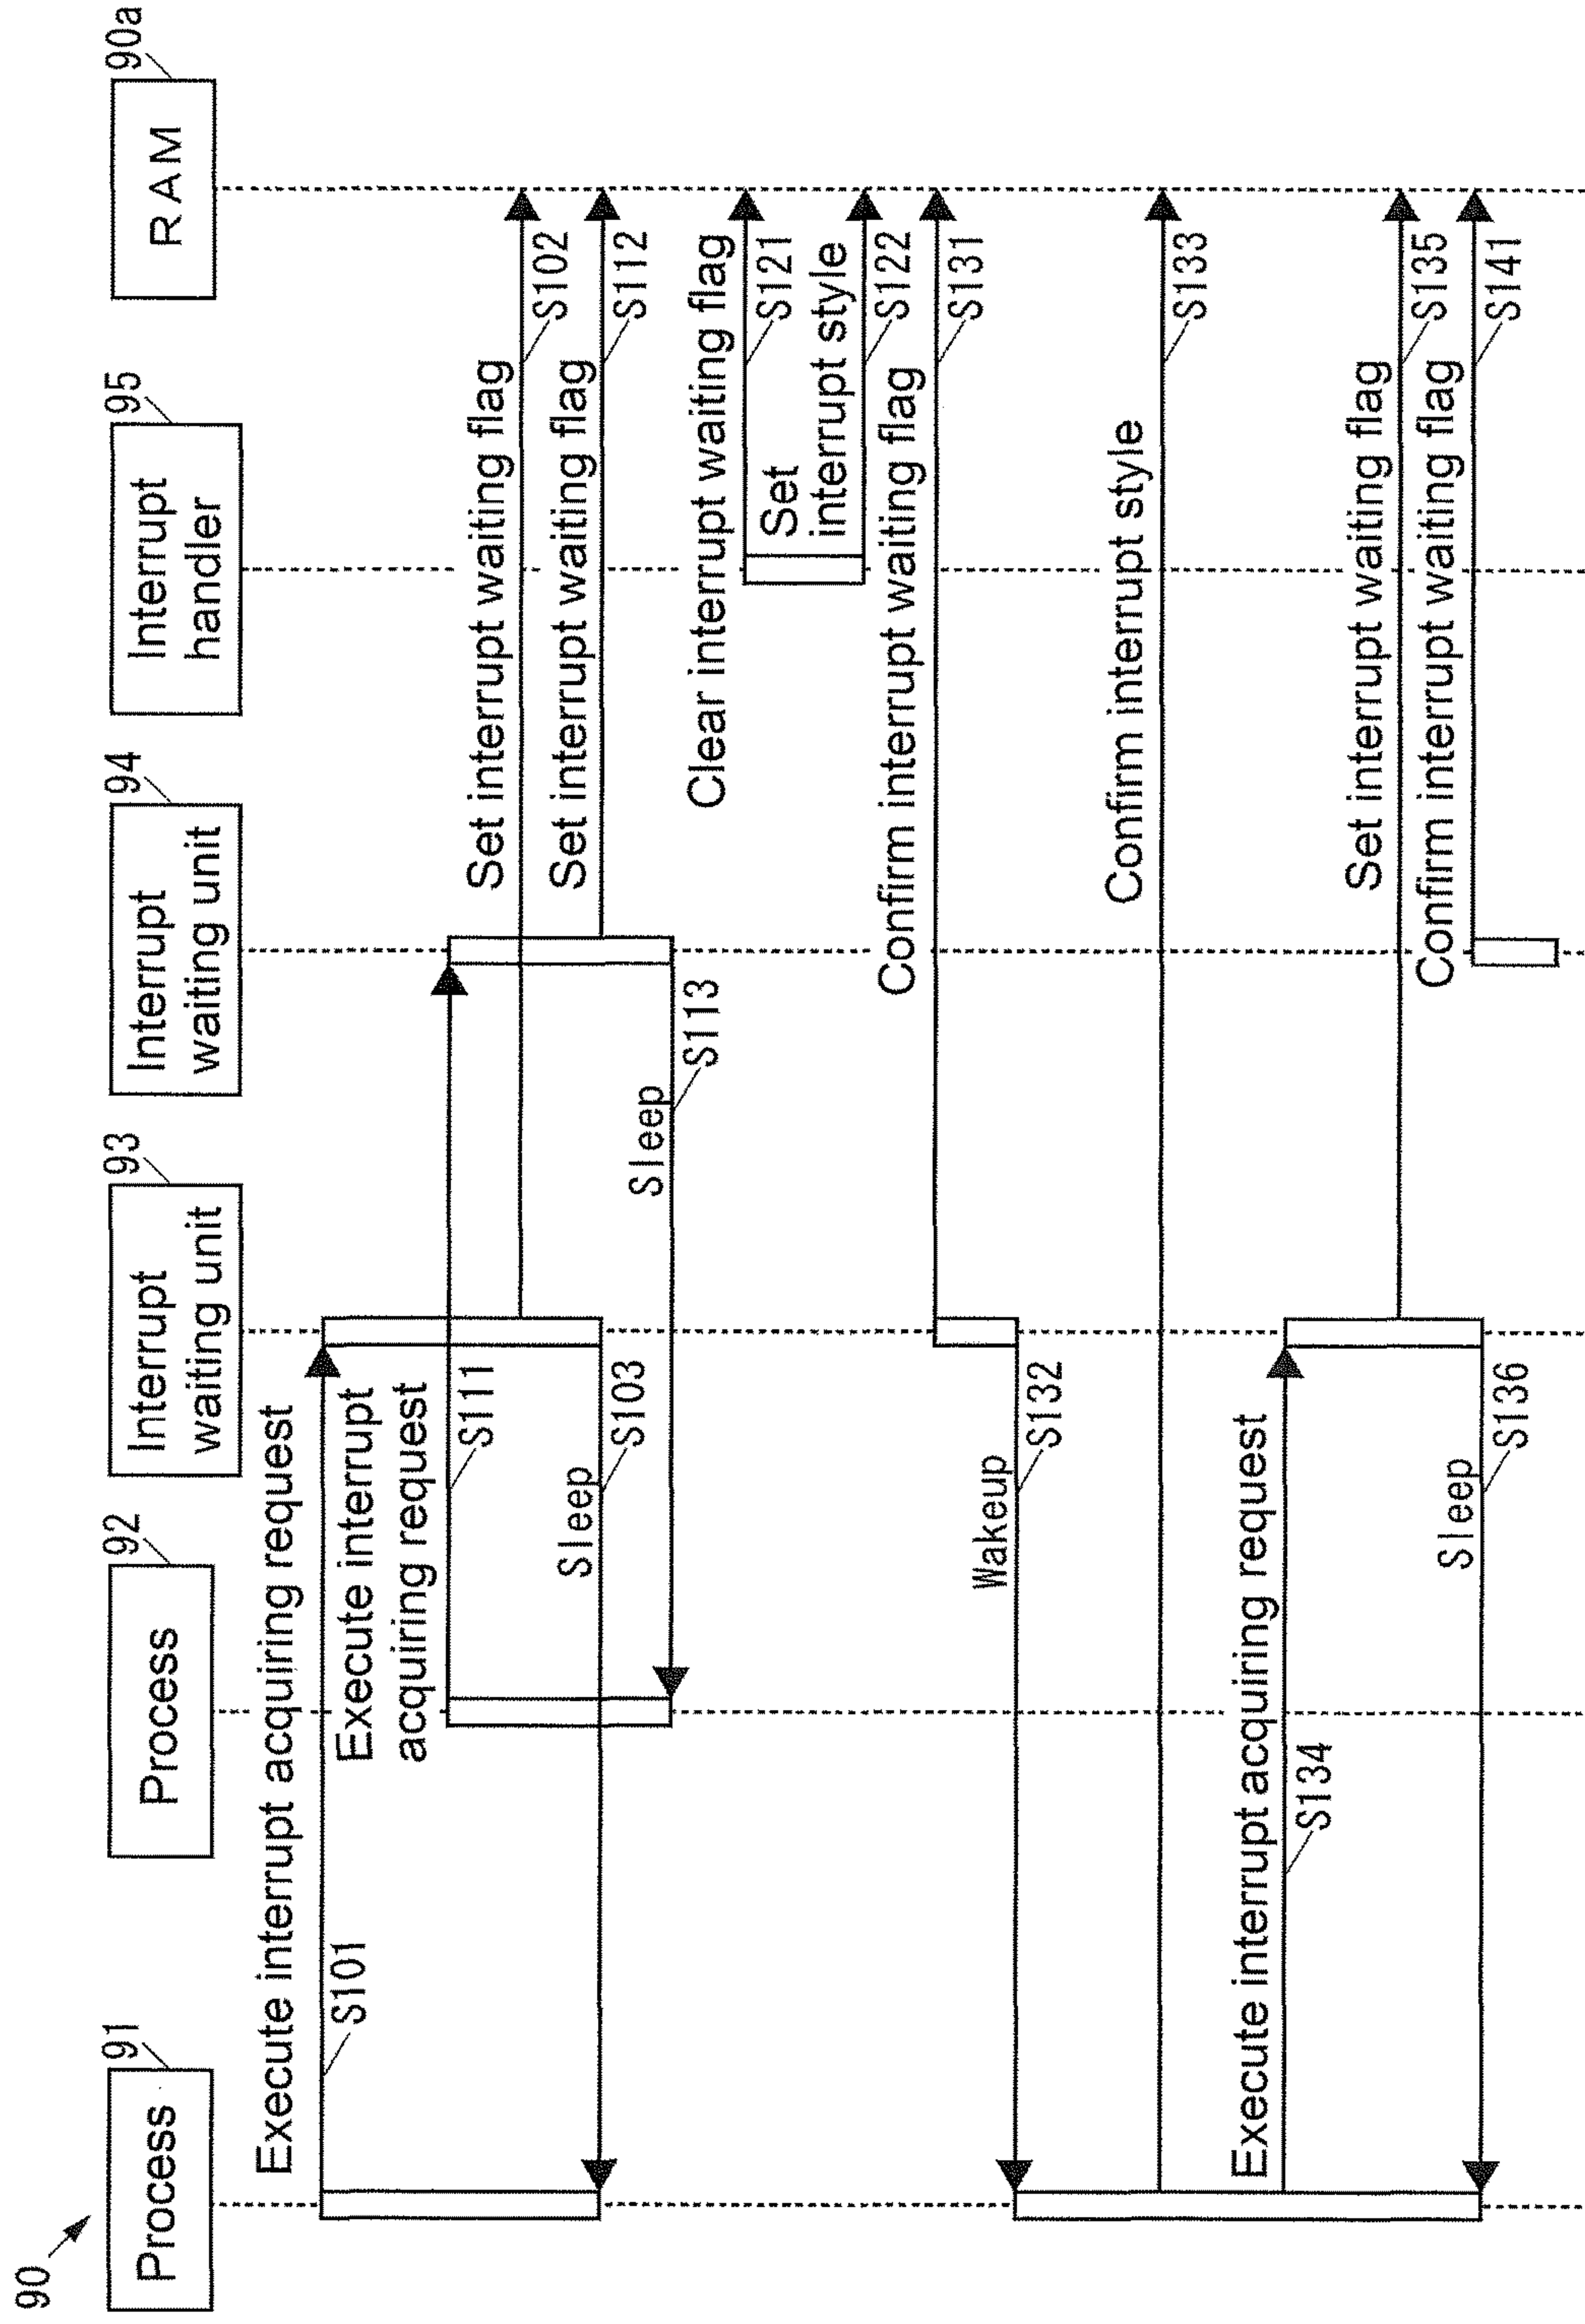 90
Process
91
Process
92
Interrupt
waiting unit
93
Interrupt
waiting unit
94
Interrupt
handler
95
RAM
90a
Execute interrupt acquiring request
S101
Execute interrupt
acquiring request
S111
Set interrupt waiting flag
S102
Sleep
S103
Set interrupt waiting flag
S112
Sleep
S113
Clear interrupt waiting flag
S121
Set
interrupt style
S122
Confirm interrupt waiting flag
S131
Wakeup
S132
Confirm interrupt style
S133
Execute interrupt acquiring request
S134
Set interrupt waiting flag
S135
Confirm interrupt waiting flag
S141
Sleep
S136